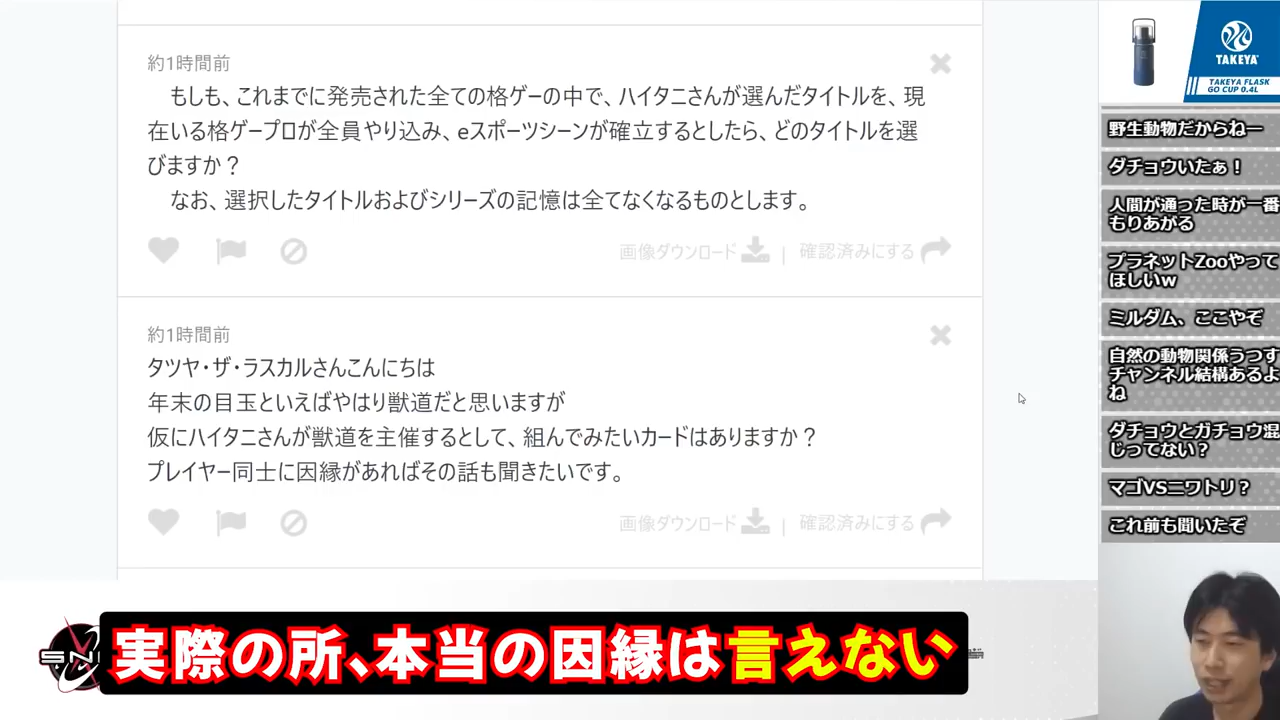 約1時間前
もしも、これまでに発売された全ての格ゲーの中で、ハイタニさんが選んだタイトルを、現
在いる格ゲープロが全員やり込み、eスポーツシーンが確立するとしたら、どのタイトルを選
びますか？
なお、選択したタイトルおよびシリーズの記憶は全てなくなるものとします。
画像ダウンロード | 確認済みにする
約1時間前
タツヤ・ザ・ラスカルさんこんにちは
年末の目玉といえばやはり獣道だと思いますが
仮にハイタニさんが獣道を主催するとして、組んでみたいカードはありますか？
プレイヤー同士に因縁があればその話も聞きたいです。
画像ダウンロード | 確認済みにする
実際の所、本当の因縁は言えない
TAKEYA
TAKEYA FLASK
GO CUP 0.4L
野生動物だからねー
ダチョウいたぁ！
人間が通った時が一番
もりあがる
プラネットZooやって
ほしいw
ミルダム、ここやぞ
自然の動物関係うつす
チャンネル結構あるよ
ね
ダチョウとガチョウ混
じってない？
マゴVSニワトリ？
これ前も聞いたぞ